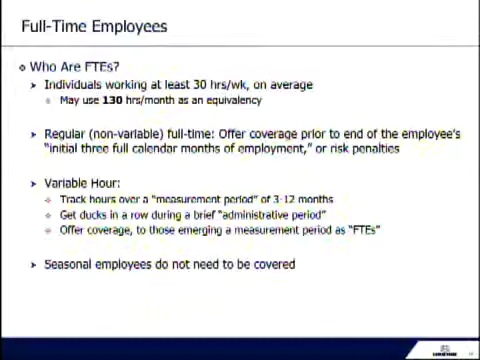 Full-Time Employees
Who Are FTEs?
Individuals working at least 30 hrs/wk, on average
May use 130 hrs/month as an equivalency
Regular (non-variable) full-time: Offer coverage prior to end of the employee's
"initial three full calendar months of employment," or risk penalties
Variable Hour:
Track hours over a "measurement period" of 3-12 months
Get ducks in a row during a brief "administrative period"
Offer coverage, to those emerging a measurement period as "FTEs"
Seasonal employees do not need to be covered